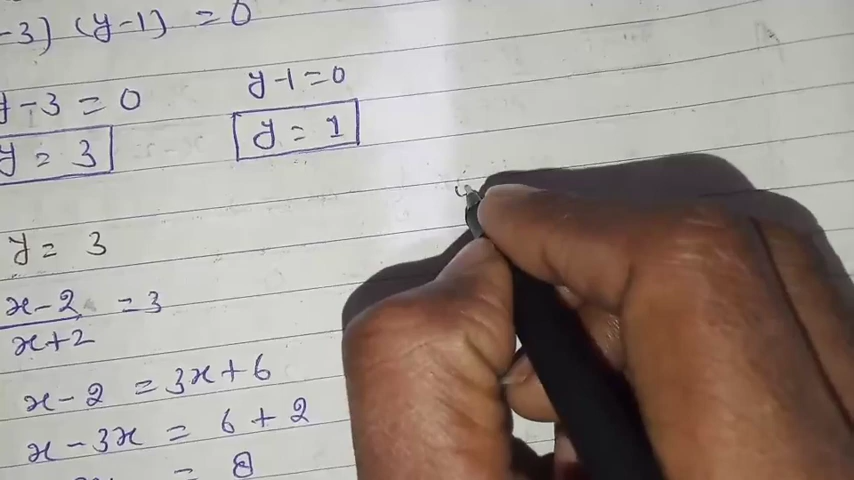 -3) (y-1) = 0
y-3 = 0
y-1=0
y = 3
y = 1
y = 3
x-2/x+2 = 3
x-2 = 3x+6
x-3x = 6+2
= 8